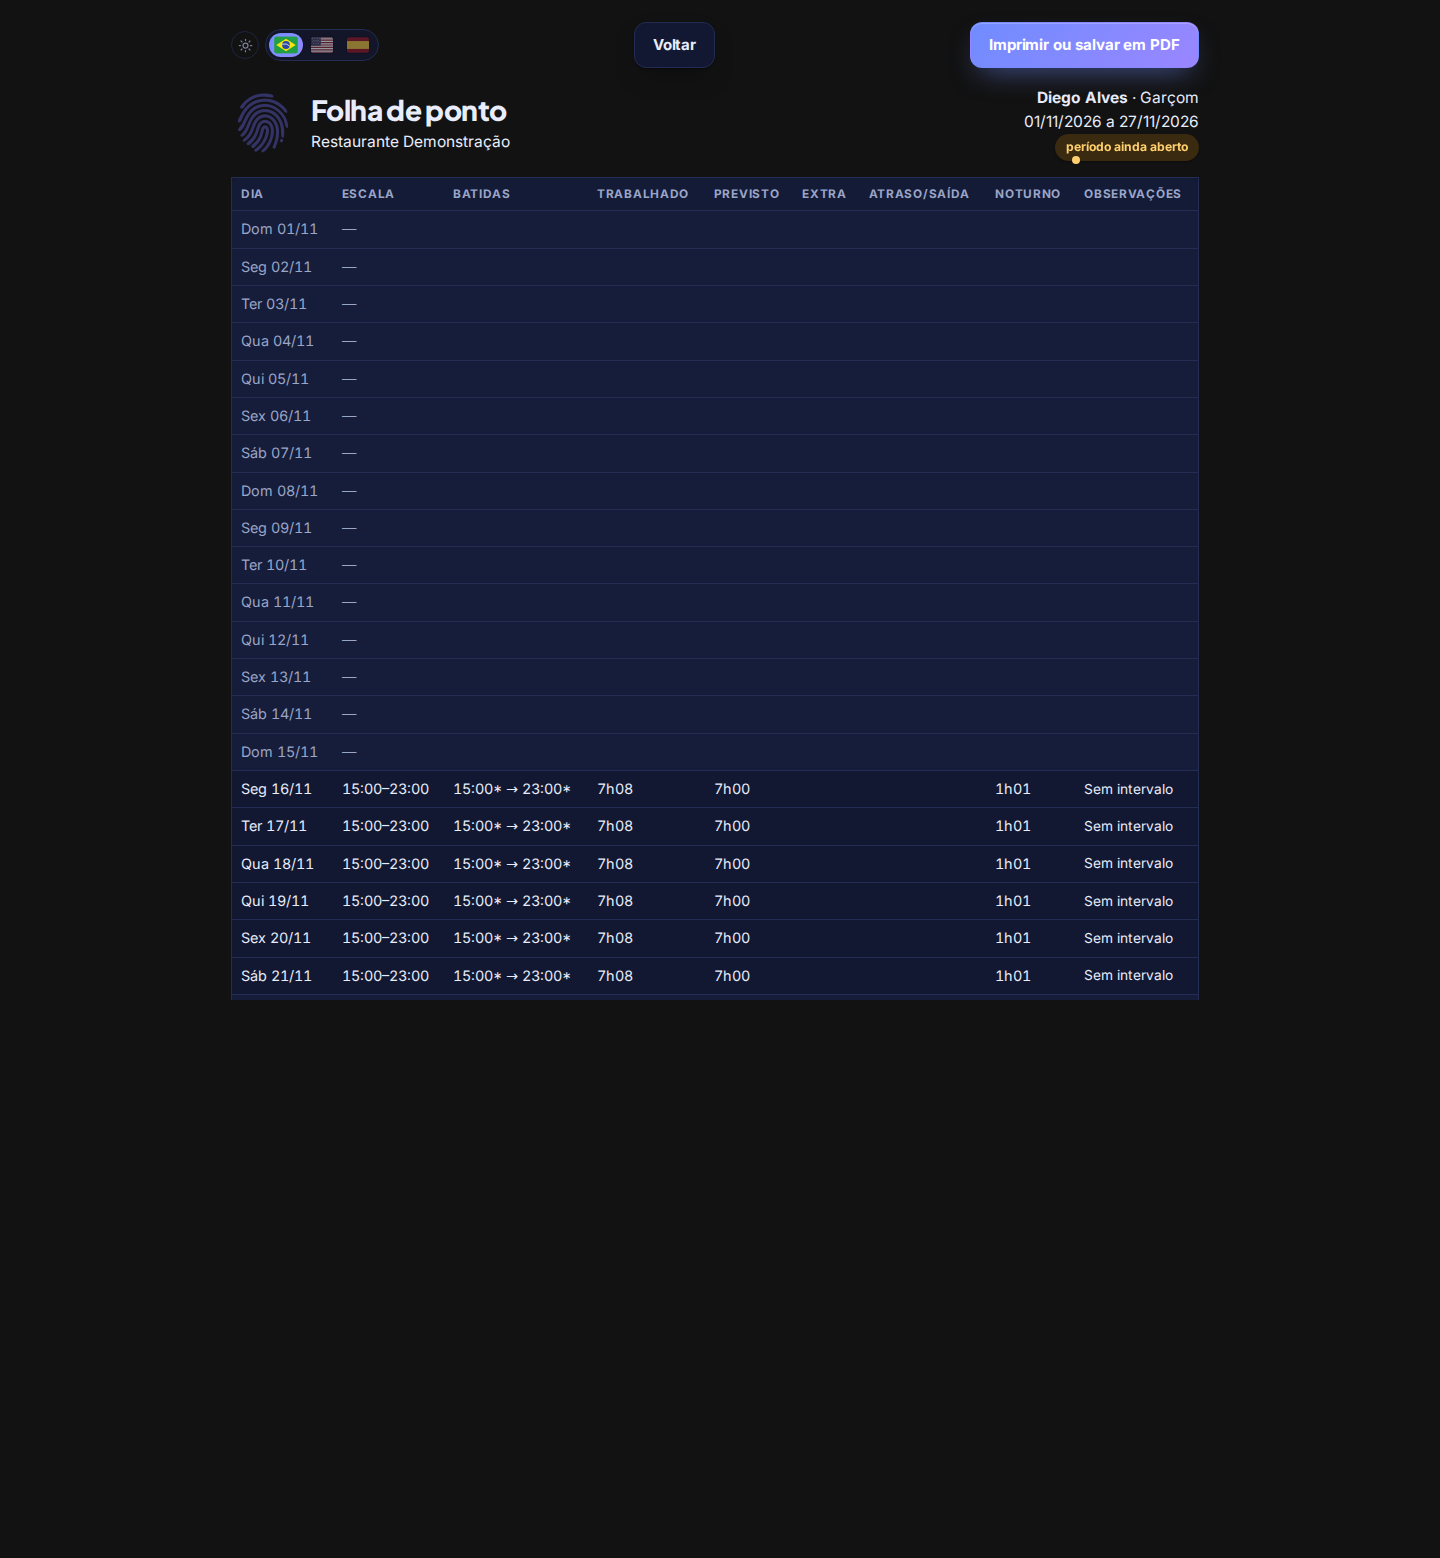 Voltar
Imprimir ou salvar em PDF
Folha de ponto
Restaurante Demonstração
Diego Alves · Garçom
01/11/2026 a 27/11/2026
período ainda aberto
DIA ESCALA BATIDAS TRABALHADO PREVISTO EXTRA ATRASO/SAÍDA NOTURNO OBSERVAÇÕES
Dom 01/11 —
Seg 02/11 —
Ter 03/11 —
Qua 04/11 —
Qui 05/11 —
Sex 06/11 —
Sáb 07/11 —
Dom 08/11 —
Seg 09/11 —
Ter 10/11 —
Qua 11/11 —
Qui 12/11 —
Sex 13/11 —
Sáb 14/11 —
Dom 15/11 —
Seg 16/11 15:00–23:00 15:00* → 23:00* 7h08 7h00 1h01 Sem intervalo
Ter 17/11 15:00–23:00 15:00* → 23:00* 7h08 7h00 1h01 Sem intervalo
Qua 18/11 15:00–23:00 15:00* → 23:00* 7h08 7h00 1h01 Sem intervalo
Qui 19/11 15:00–23:00 15:00* → 23:00* 7h08 7h00 1h01 Sem intervalo
Sex 20/11 15:00–23:00 15:00* → 23:00* 7h08 7h00 1h01 Sem intervalo
Sáb 21/11 15:00–23:00 15:00* → 23:00* 7h08 7h00 1h01 Sem intervalo